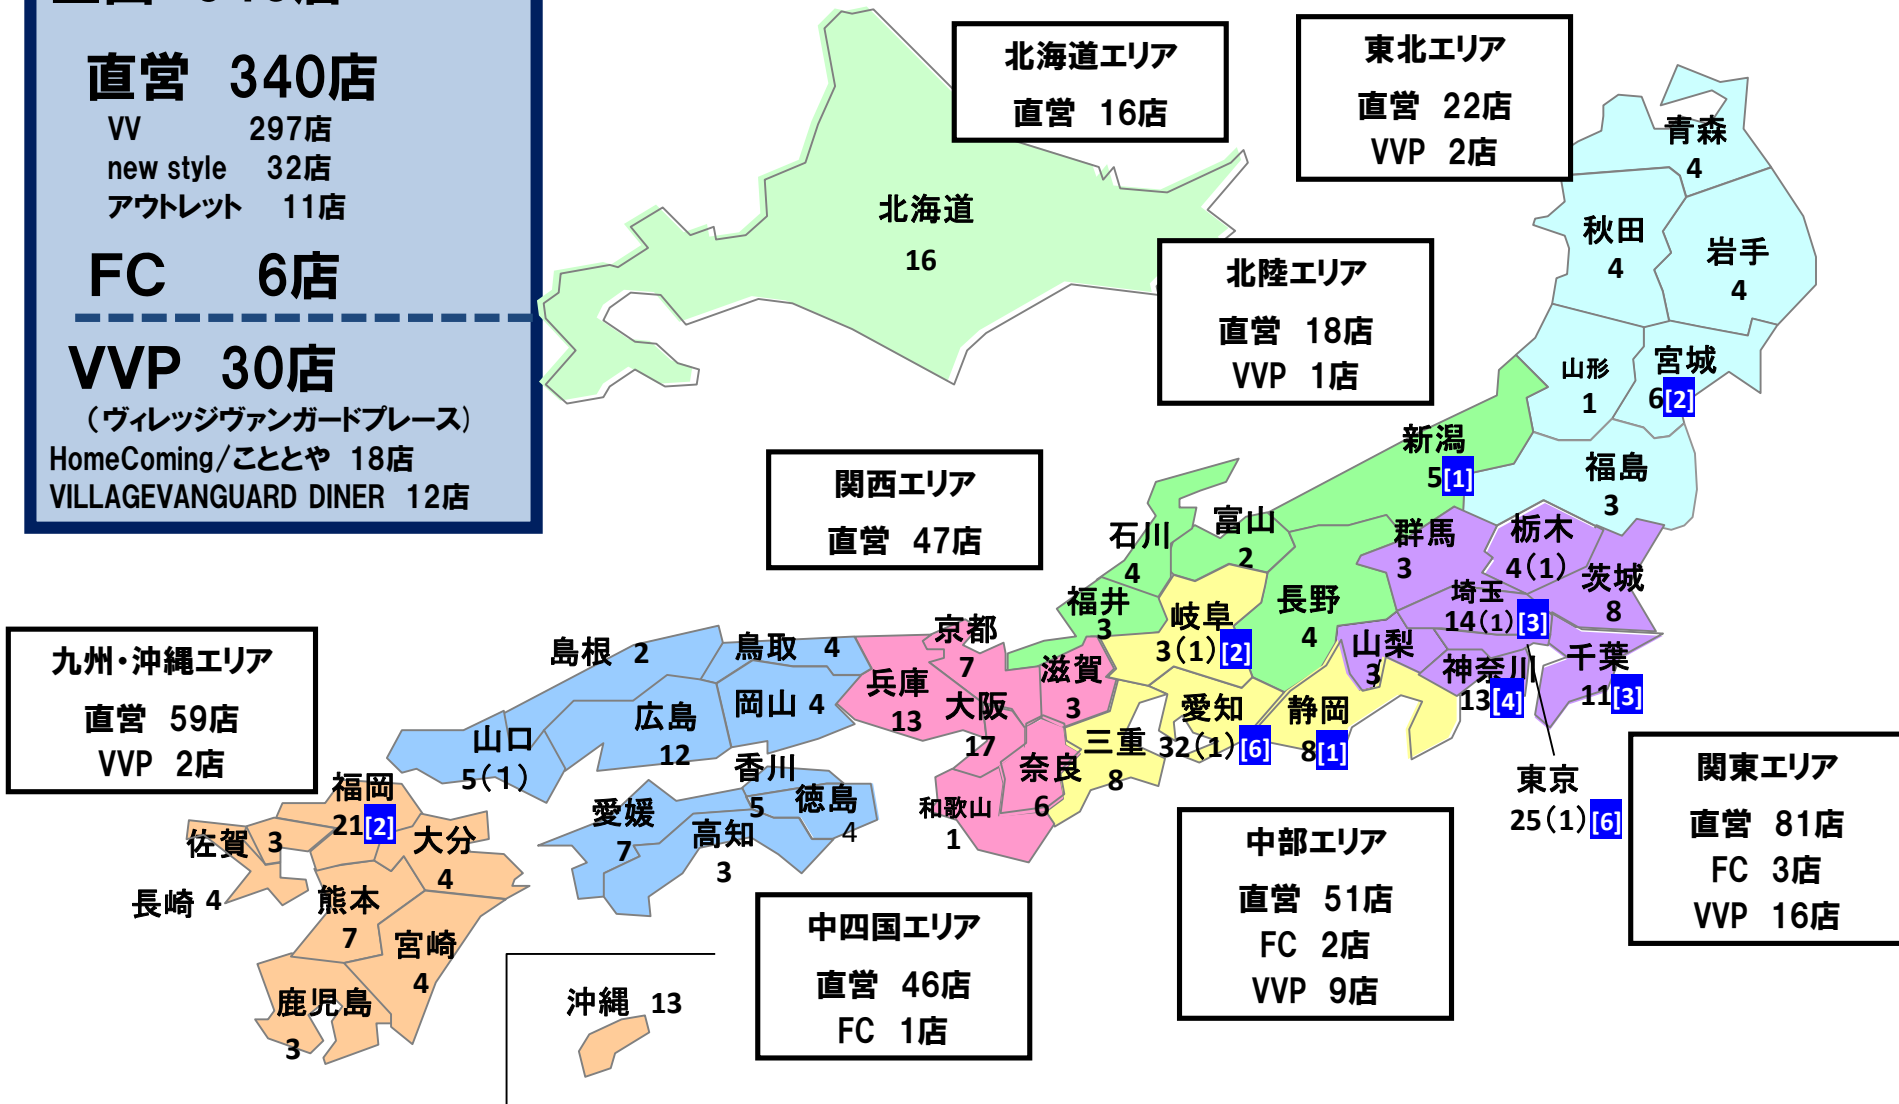 直営 340店
VV 297店
new style 32店
アウトレット 11店
FC 6店
VVP 30店
（ヴィレッジヴァンガードプレース）
HomeComing/こととや 18店
VILLAGEVANGUARD DINER 12店
北海道エリア
直営 16店
東北エリア
直営 22店
VVP 2店
北陸エリア
直営 18店
VVP 1店
関西エリア
直営 47店
九州・沖縄エリア
直営 59店
VVP 2店
中四国エリア
直営 46店
FC 1店
中部エリア
直営 51店
FC 2店
VVP 9店
関東エリア
直営 81店
FC 3店
VVP 16店
北海道
16
青森
4
秋田
4
岩手
4
山形
1
宮城
6[2]
福島
3
新潟
5[1]
富山
2
石川
4
福井
3
長野
4
群馬
3
栃木
4(1)
茨城
8
埼玉
14(1)[3]
千葉
11[3]
東京
25(1)[6]
神奈川
13[4]
山梨
3
静岡
8[1]
愛知
32(1)[6]
岐阜
3(1)[2]
三重
8
滋賀
3
京都
7
大阪
17
兵庫
13
奈良
6
和歌山
1
鳥取 4
島根 2
岡山 4
広島
12
山口
5(1)
香川
5
徳島
4
愛媛
7
高知
3
福岡
21[2]
佐賀 3
長崎 4
大分
4
熊本
7
宮崎
4
鹿児島
3
沖縄 13